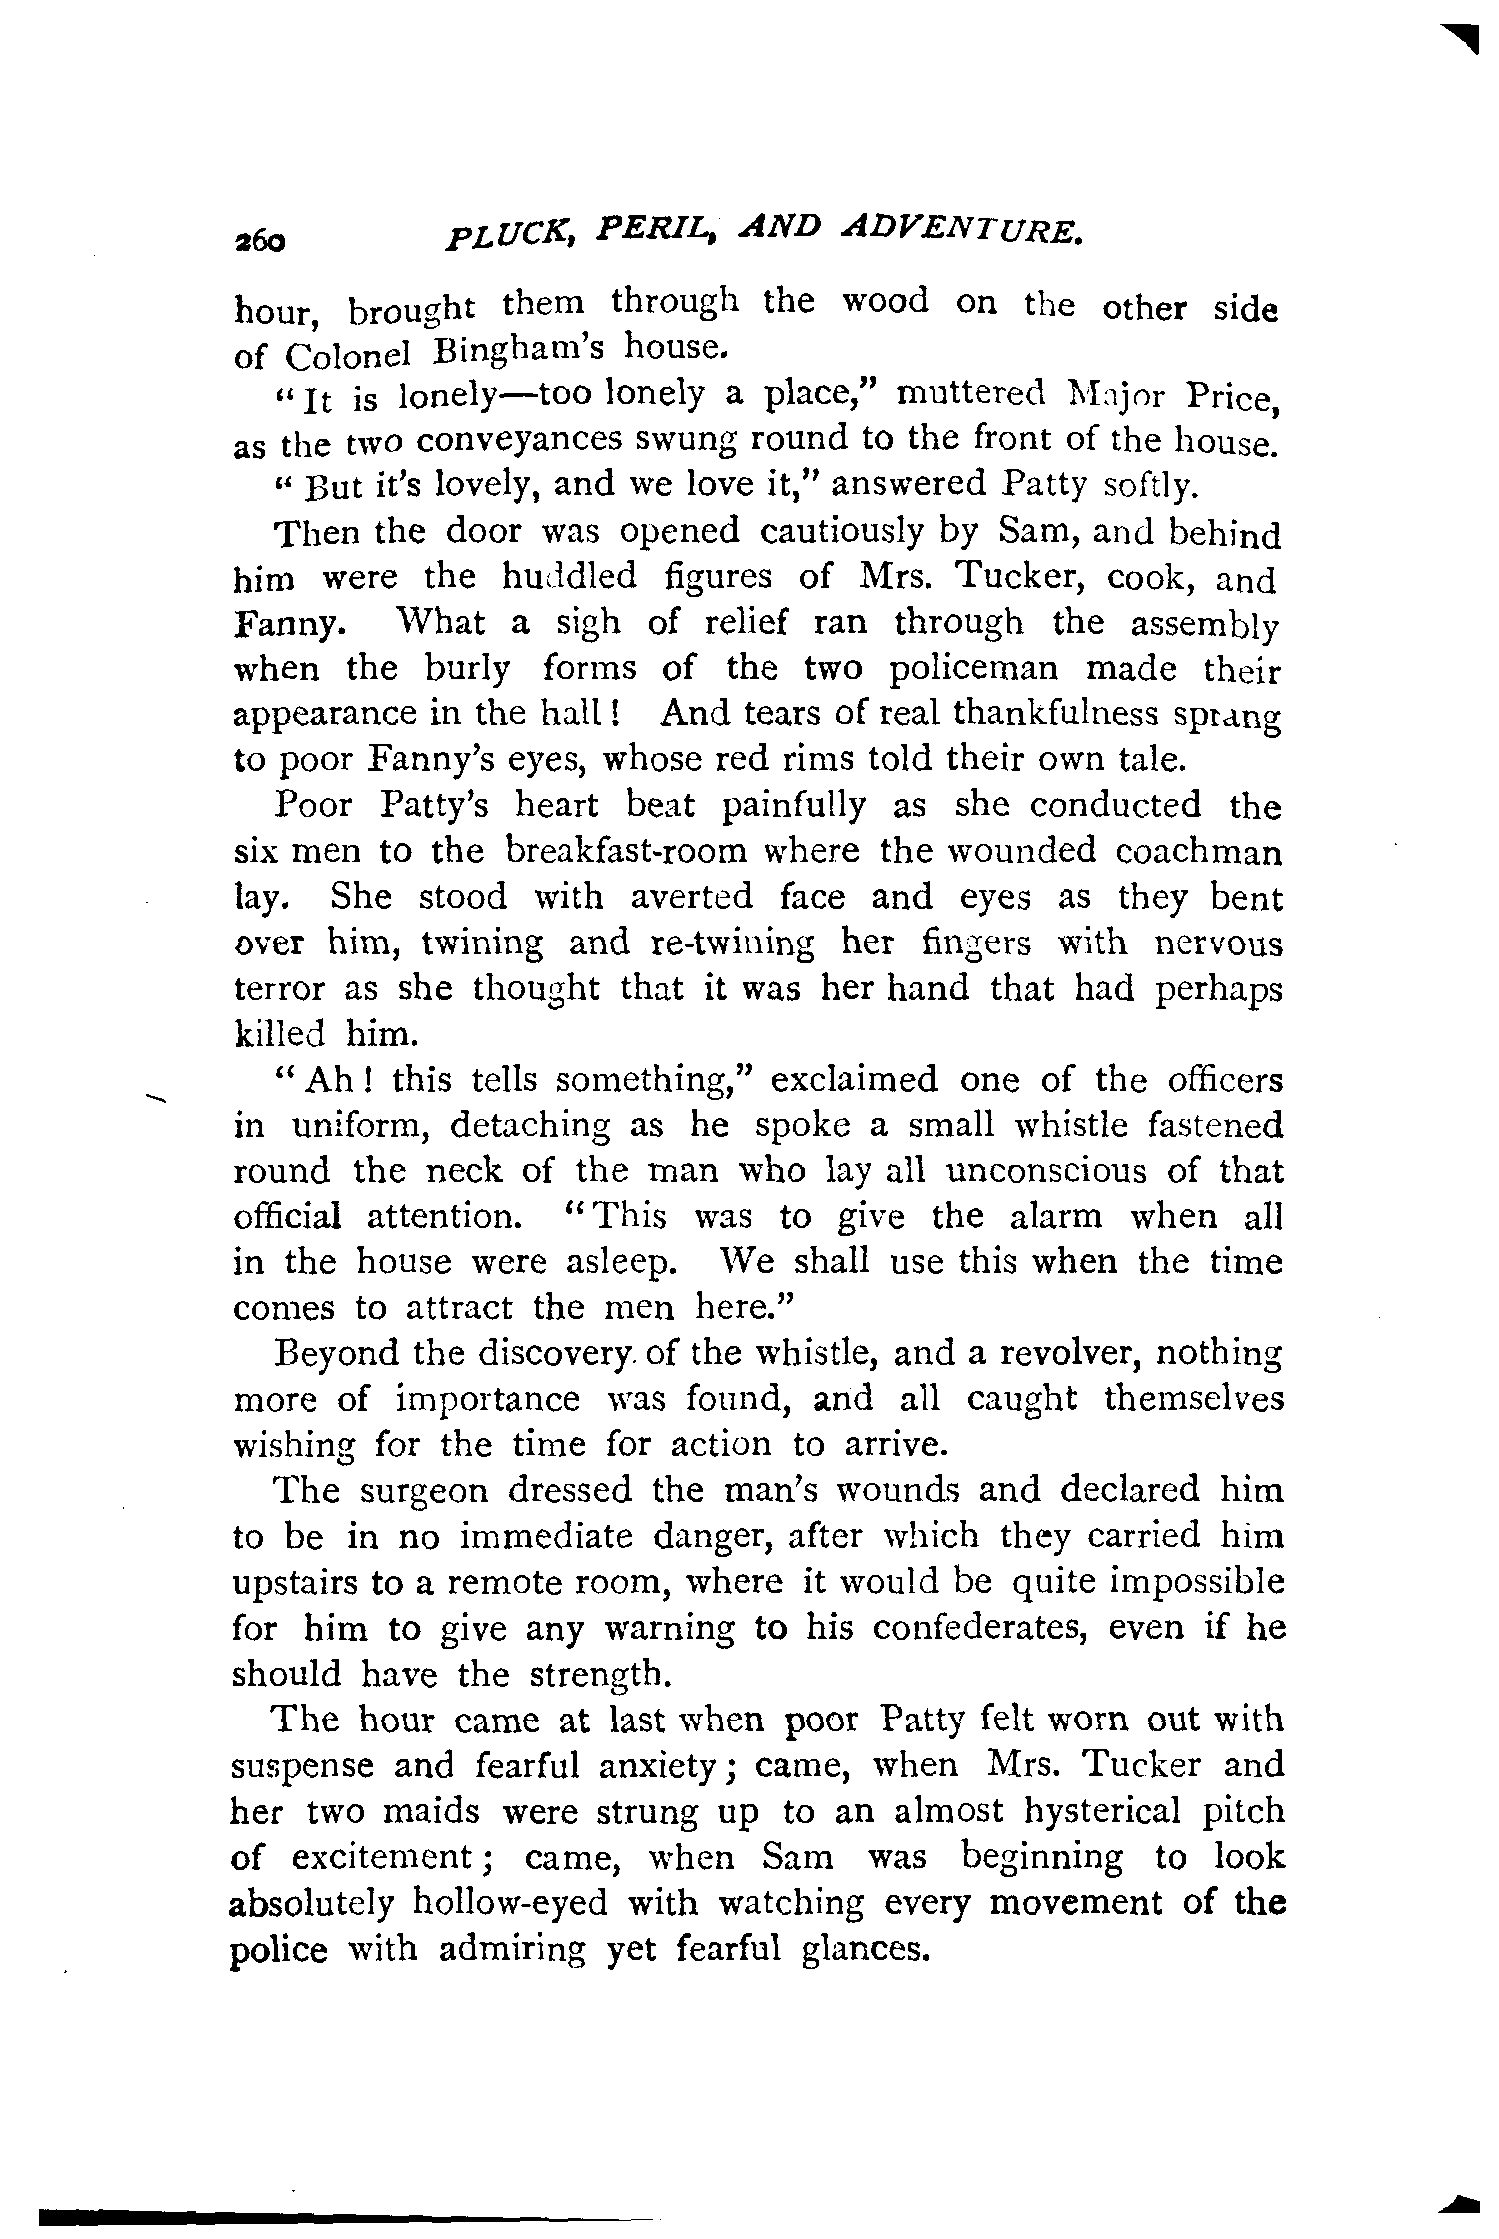 260 PLUCK, PERIL, AND ADVENTURE.
hour, brought them through the wood on the other side
of Colonel Bingham's house.
"It is lonely—too lonely a place," muttered Major Price,
as the two conveyances swung round to the front of the house.
"But it's lovely, and we love it," answered Patty softly.
Then the door was opened cautiously by Sam, and behind
him were the huddled figures of Mrs. Tucker, cook, and
Fanny. What a sigh of relief ran through the assembly
when the burly forms of the two policeman made their
appearance in the hall! And tears of real thankfulness sprang
to poor Fanny's eyes, whose red rims told their own tale.
Poor Patty's heart beat painfully as she conducted the
six men to the breakfast-room where the wounded coachman
lay. She stood with averted face and eyes as they bent
over him, twining and re-twining her fingers with nervous
terror as she thought that it was her hand that had perhaps
killed him.
"Ah! this tells something," exclaimed one of the officers
in uniform, detaching as he spoke a small whistle fastened
round the neck of the man who lay all unconscious of that
official attention. "This was to give the alarm when all
in the house were asleep. We shall use this when the time
comes to attract the men here."
Beyond the discovery. of the whistle, and a revolver, nothing
more of importance was found, and all caught themselves
wishing for the time for action to arrive.
The surgeon dressed the man's wounds and declared him
to be in no immediate danger, after which they carried him
upstairs to a remote room, where it would be quite impossible
for him to give any warning to his confederates, even if he
should have the strength.
The hour came at last when poor Patty felt worn out with
suspense and fearful anxiety; came, when Mrs. Tucker and
her two maids were strung up to an almost hysterical pitch
of excitement; came, when Sam was beginning to look
absolutely hollow-eyed with watching every movement of the
police with admiring yet fearful glances.